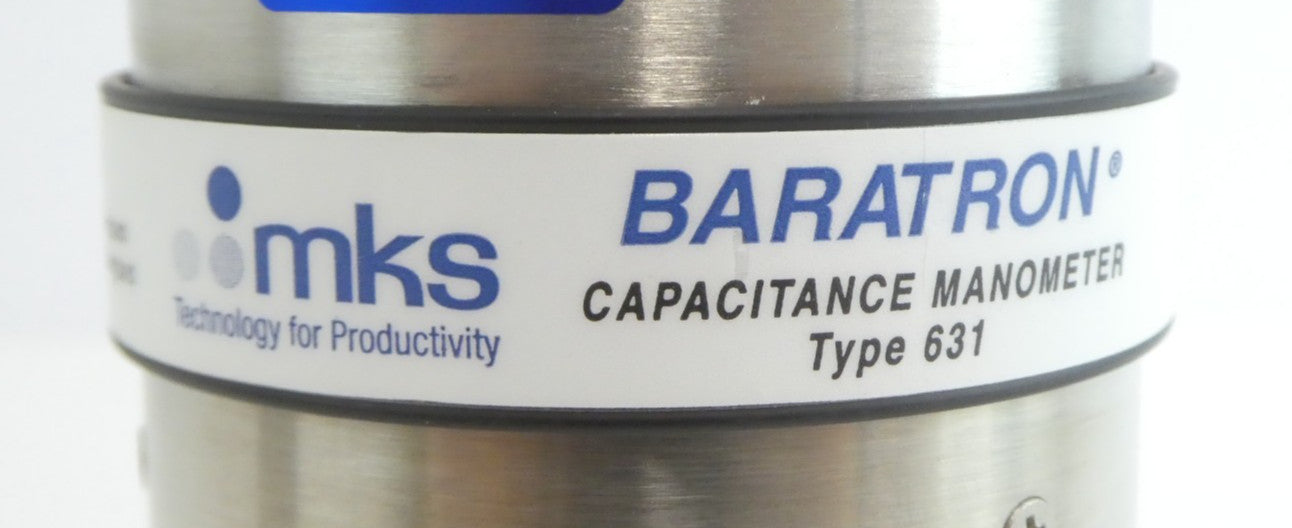 mks
Technology for Productivity
BARATRON®
CAPACITANCE MANOMETER
Type 631